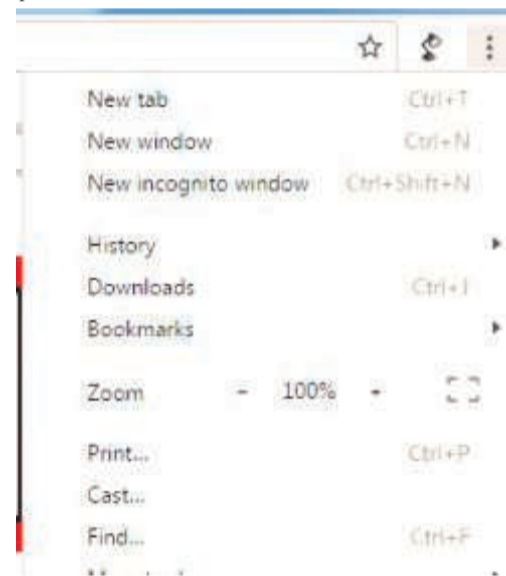 New tab Ctrl+T
New window Ctrl+N
New incognito window Ctrl+Shift+N
History
Downloads Ctrl+J
Bookmarks
Zoom - 100% +
Print... Ctrl+P
Cast...
Find... Ctrl+F